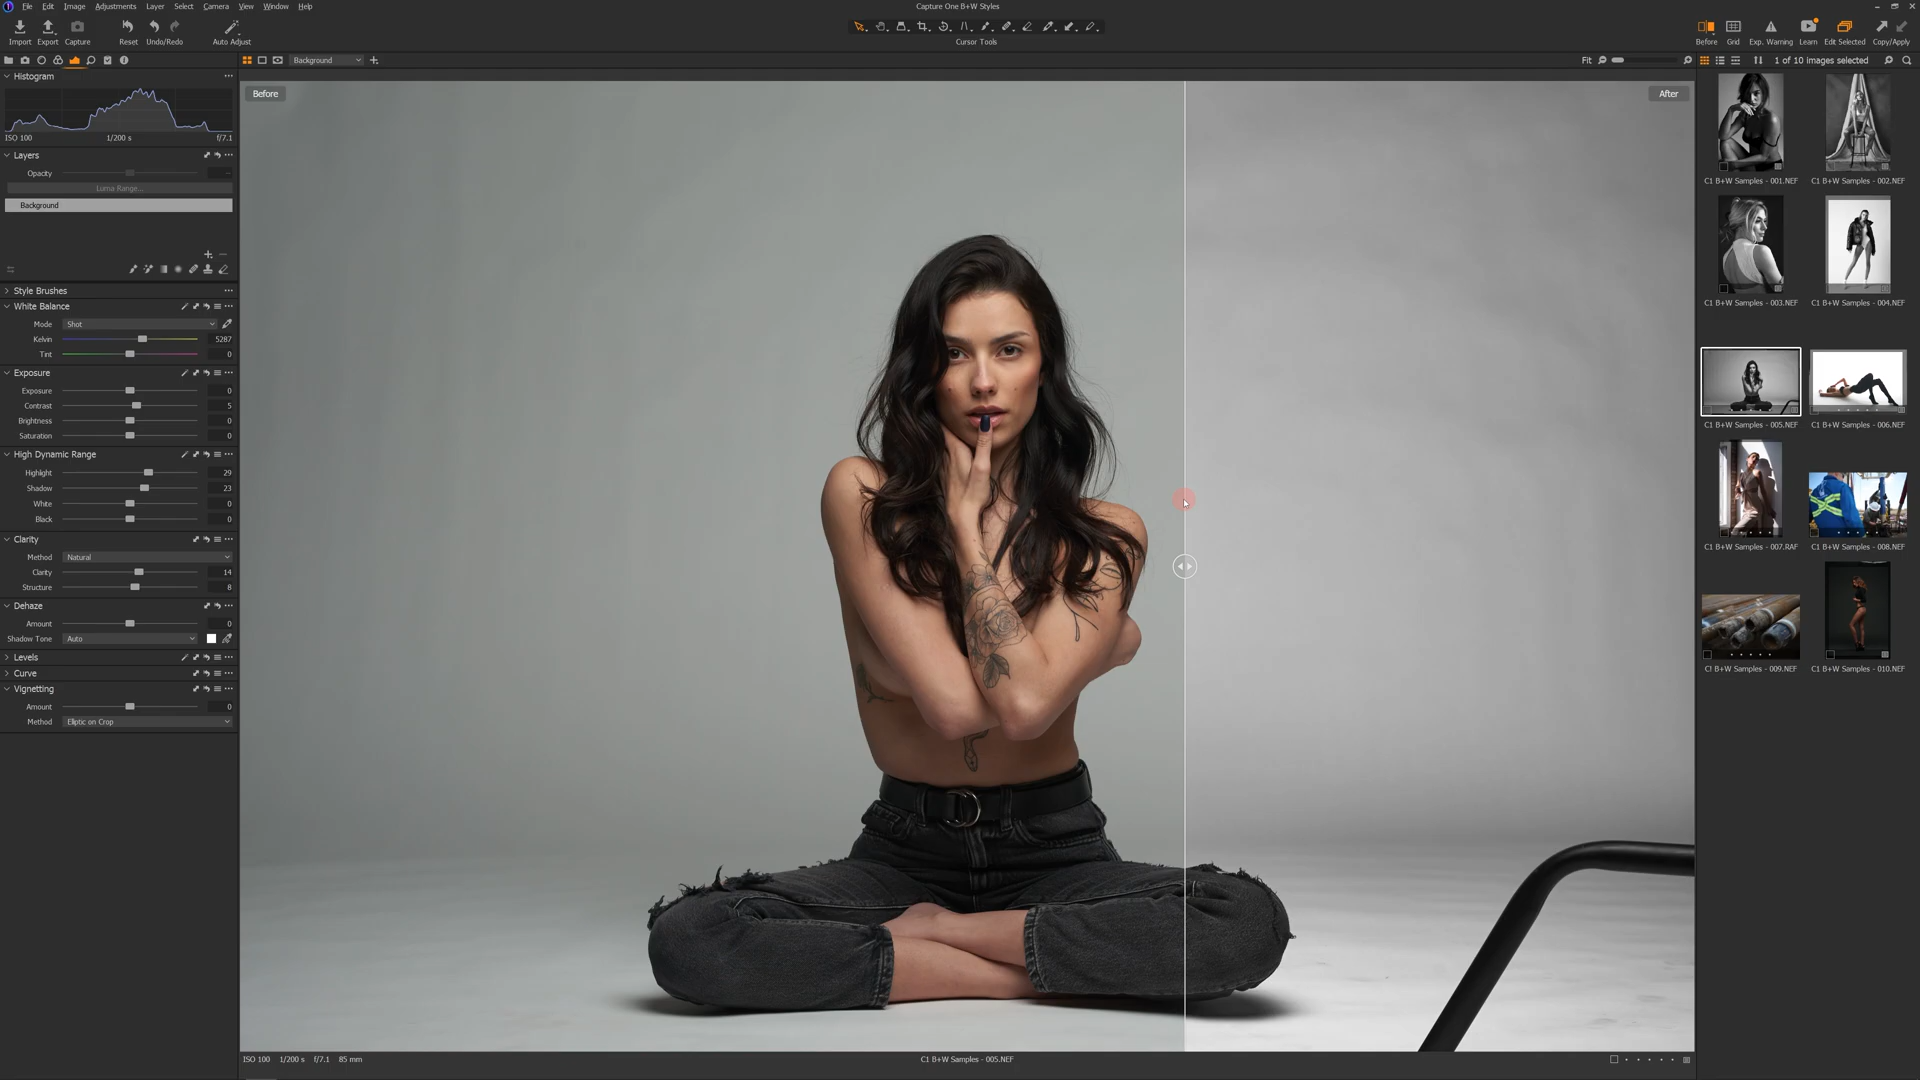 File Edit Image Adjustments Layer Select Camera View Window Help
Capture One B+W Styles
Import Export Capture Reset Undo/Redo Auto Adjust
Cursor Tools
Before Grid Exp. Warning Learn Edit Selected Copy/Apply
Background
Fit
1 of 10 images selected
Histogram
ISO 100 1/200 s f/7.1
Layers
Opacity
Luma Range...
Background
Style Brushes
White Balance
Mode Shot
Kelvin 5287
Tint 0
Exposure
Exposure 0
Contrast 5
Brightness 0
Saturation 0
High Dynamic Range
Highlight 29
Shadow 23
White 0
Black 0
Clarity
Method Natural
Clarity 14
Structure 8
Dehaze
Amount 0
Shadow Tone Auto
Levels
Curve
Vignetting
Amount 0
Method Elliptic on Crop
Before
After
ISO 100 1/200 s f/7.1 85 mm
C1 B+W Samples - 005.NEF
C1 B+W Samples - 001.NEF C1 B+W Samples - 002.NEF
C1 B+W Samples - 003.NEF C1 B+W Samples - 004.NEF
C1 B+W Samples - 005.NEF C1 B+W Samples - 006.NEF
C1 B+W Samples - 007.RAF C1 B+W Samples - 008.NEF
C1 B+W Samples - 009.NEF C1 B+W Samples - 010.NEF